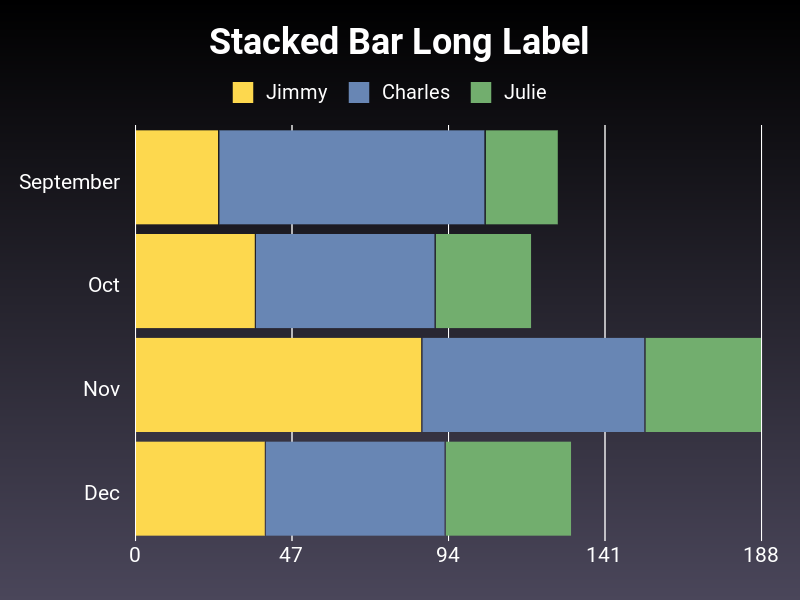 Stacked Bar Long Label
Jimmy Charles Julie
September
Oct
Nov
Dec
0 47 94 141 188